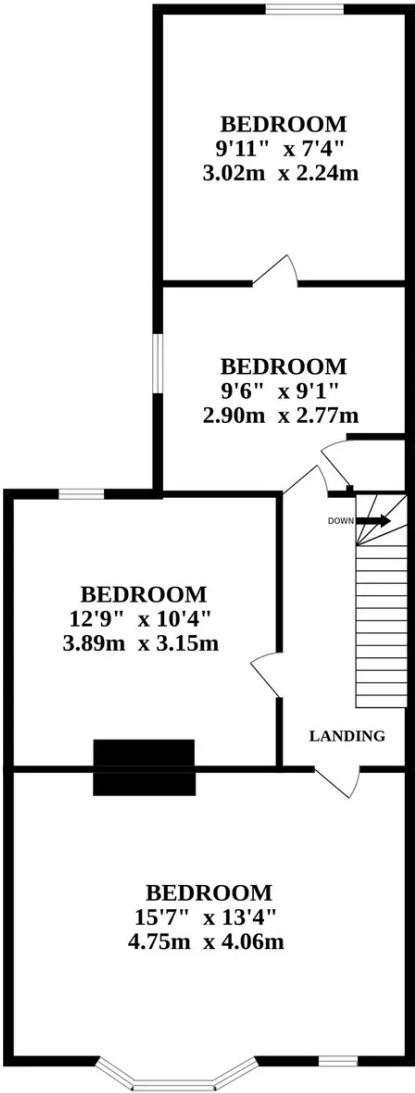 BEDROOM
9'11" x 7'4"
3.02m x 2.24m
BEDROOM
9'6" x 9'1"
2.90m x 2.77m
DOWN
BEDROOM
12'9" x 10'4"
3.89m x 3.15m
LANDING
BEDROOM
15'7" x 13'4"
4.75m x 4.06m